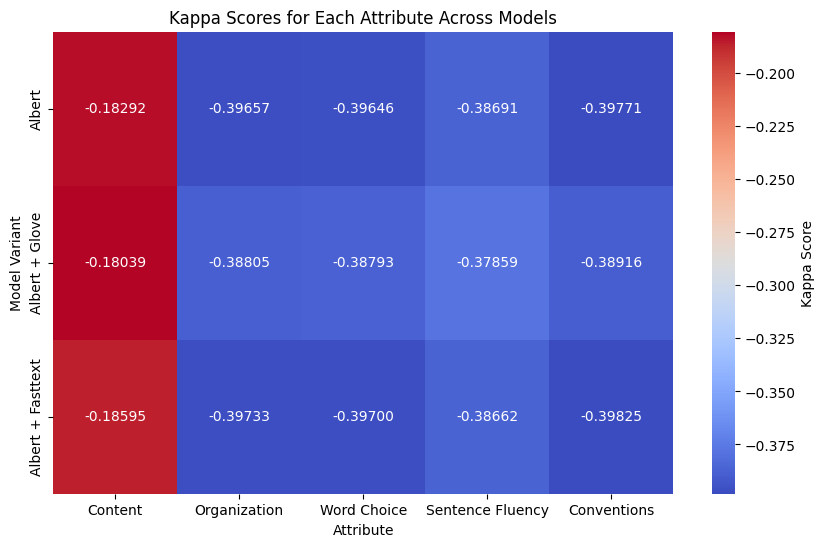 Kappa Scores for Each Attribute Across Models
Albert
-0.18292 -0.39657 -0.39646 -0.38691 -0.39771
Albert + Glove
-0.18039 -0.38805 -0.38793 -0.37859 -0.38916
Albert + Fasttext
-0.18595 -0.39733 -0.39700 -0.38662 -0.39825
Model Variant
Content Organization Word Choice Sentence Fluency Conventions
Attribute
−0.200
−0.225
−0.250
−0.275
−0.300
−0.325
−0.350
−0.375
Kappa Score